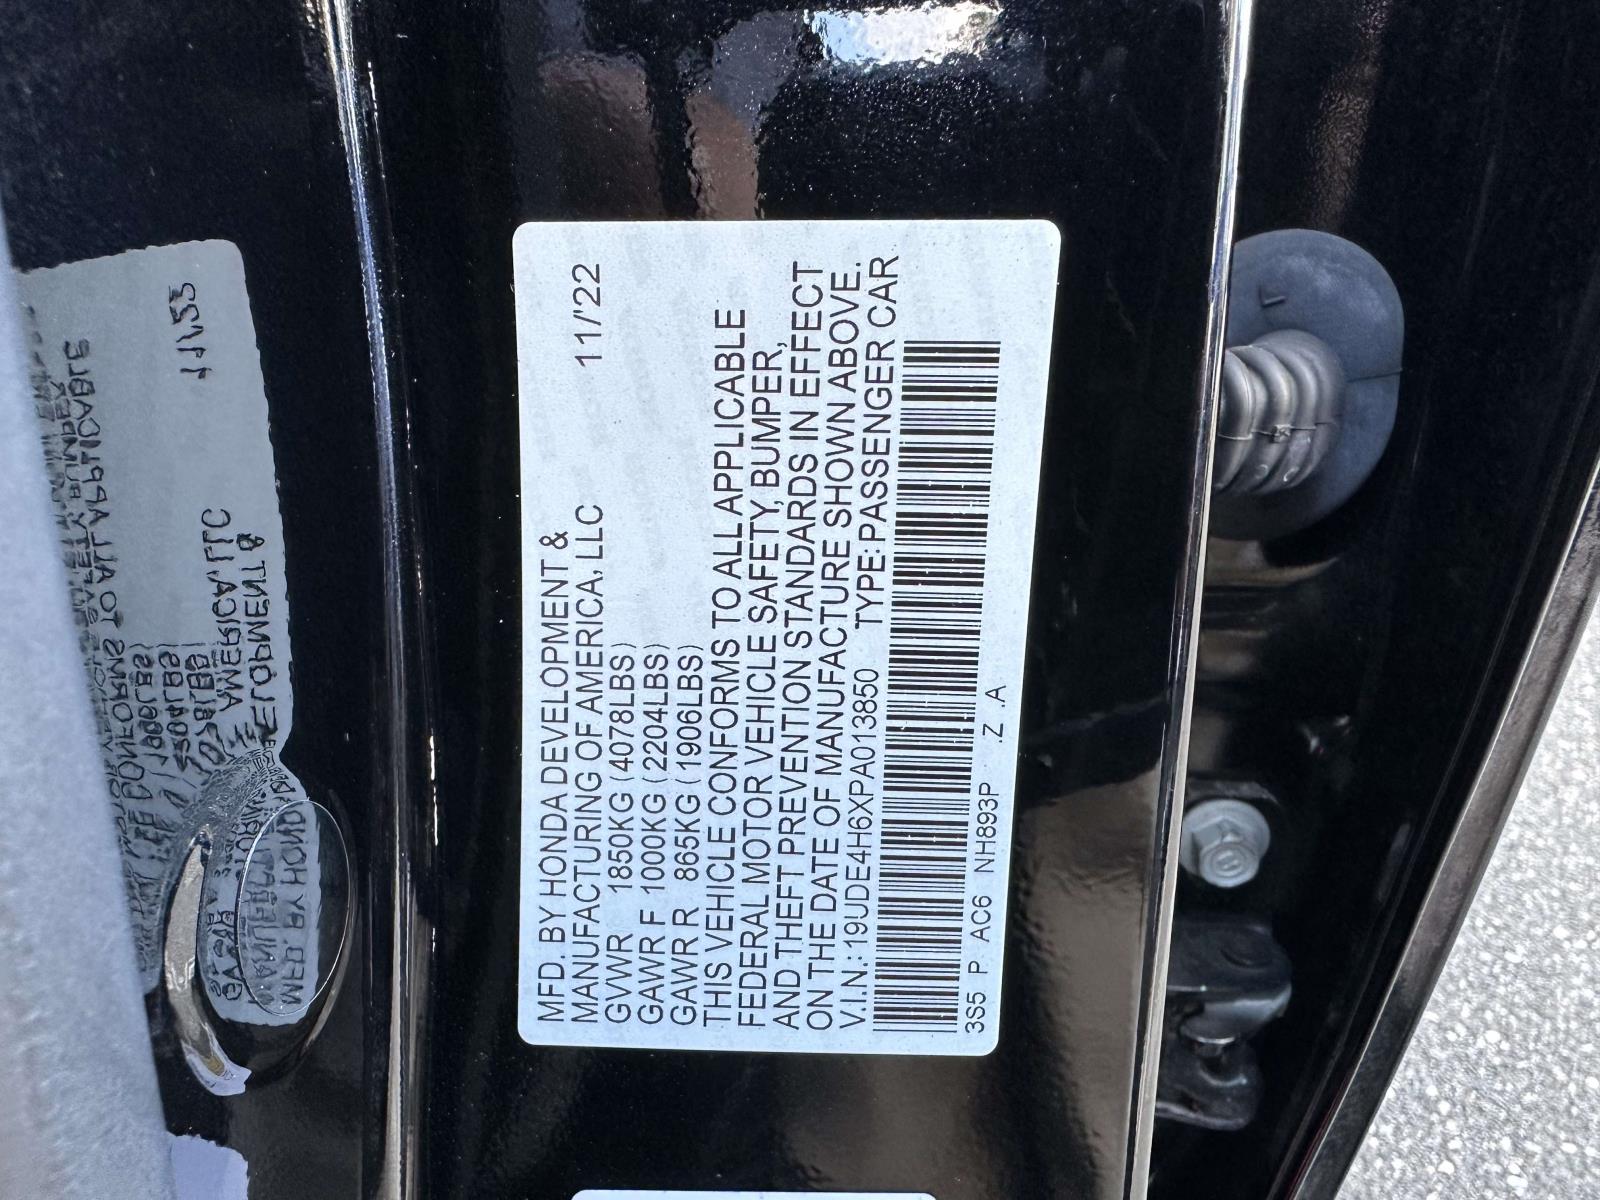 MFD. BY HONDA DEVELOPMENT &
MANUFACTURING OF AMERICA, LLC 11/'22
GVWR 1850KG (4078LBS)
GAWR F 1000KG (2204LBS)
GAWR R 865KG (1906LBS)
THIS VEHICLE CONFORMS TO ALL APPLICABLE
FEDERAL MOTOR VEHICLE SAFETY, BUMPER,
AND THEFT PREVENTION STANDARDS IN EFFECT
ON THE DATE OF MANUFACTURE SHOWN ABOVE.
V.I.N.: 19UDE4H6XPA013850 TYPE: PASSENGER CAR
3S5 P AC6 NH893P .Z .A